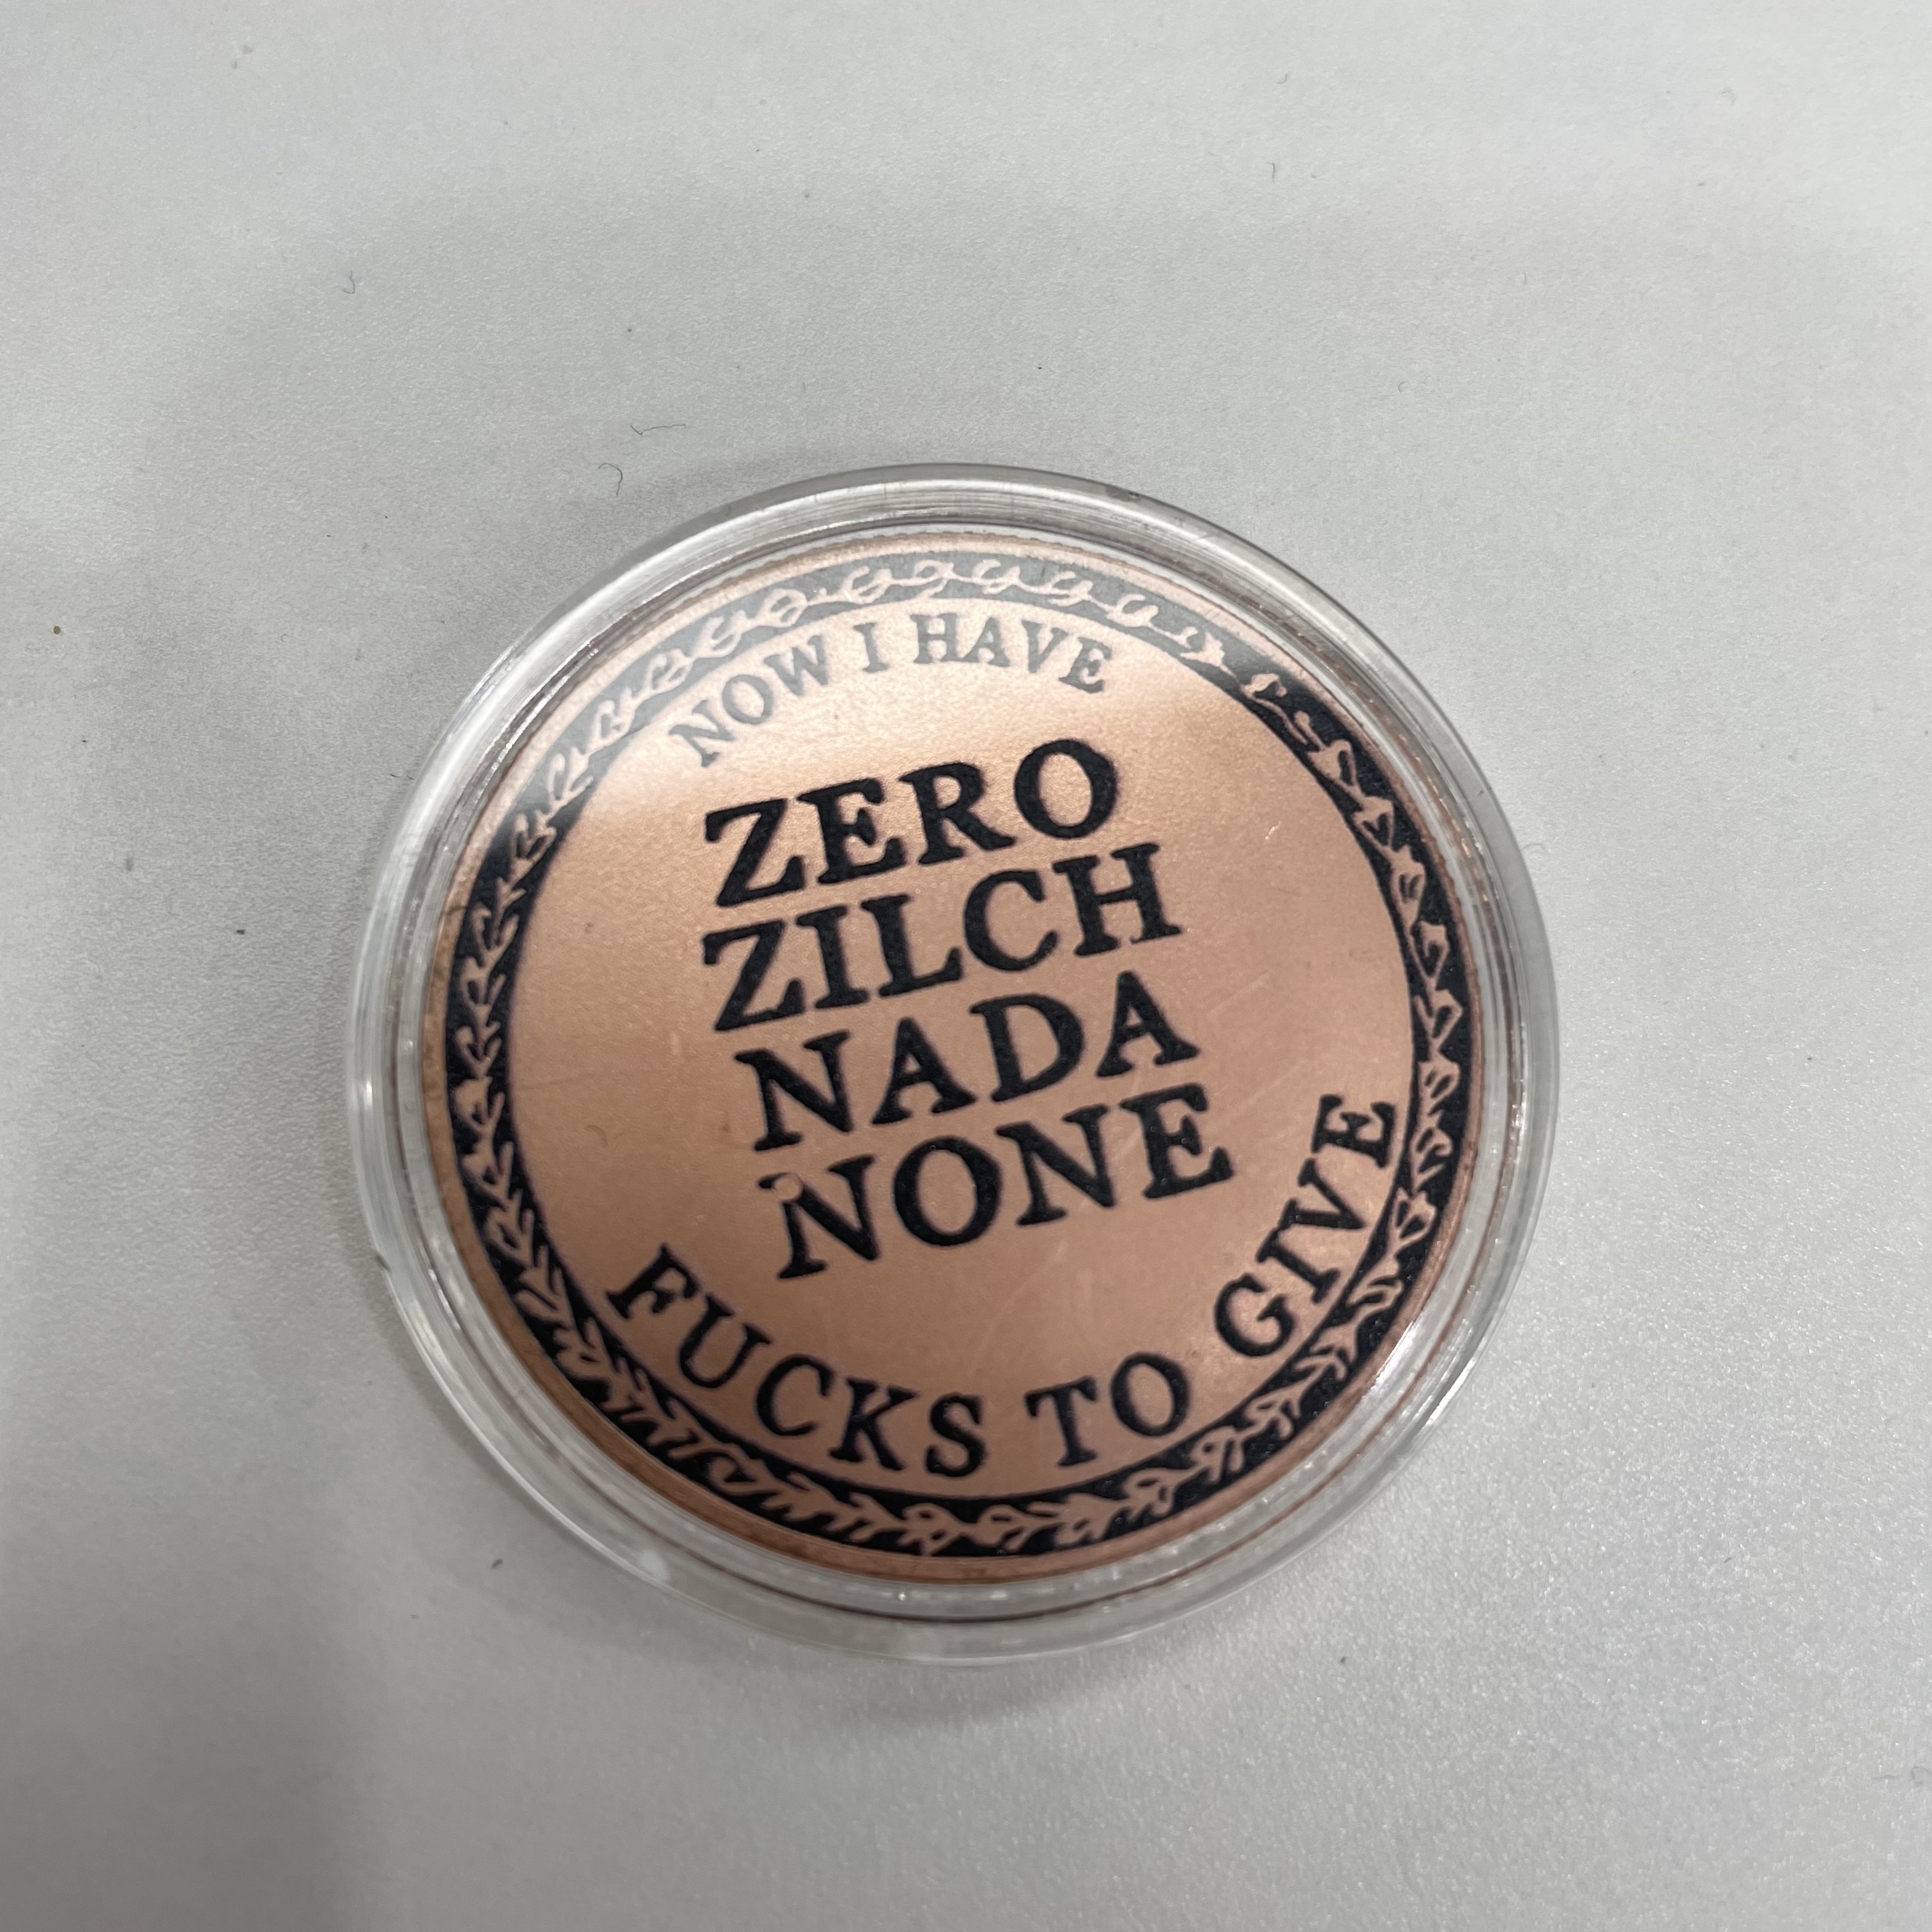 NOW I HAVE
ZERO
ZILCH
NADA
NONE
FUCKS TO GIVE